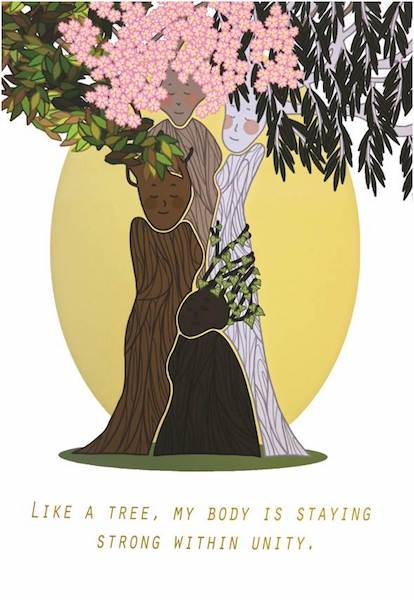 LIKE A TREE, MY BODY IS STAYING
STRONG WITHIN UNITY.